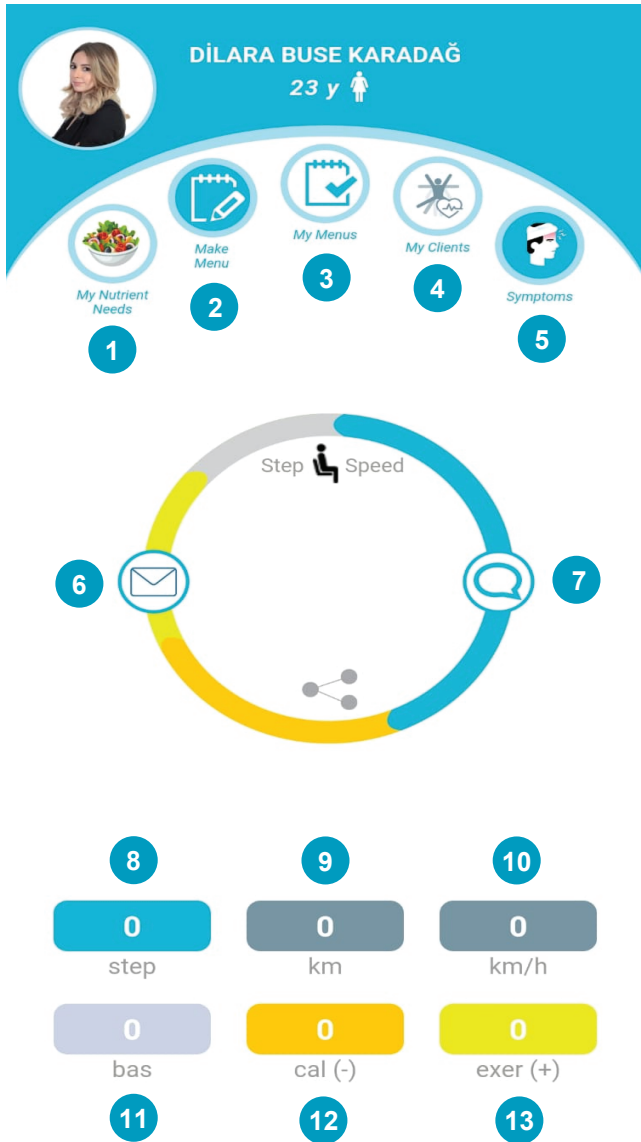 DİLARA BUSE KARADAĞ
23 y
My Nutrient
Needs
Make
Menu
My Menus
My Clients
Symptoms
1
2
3
4
5
Step Speed
6
7
8
9
10
0
0
0
step
km
km/h
0
0
0
bas
cal (-)
exer (+)
11
12
13